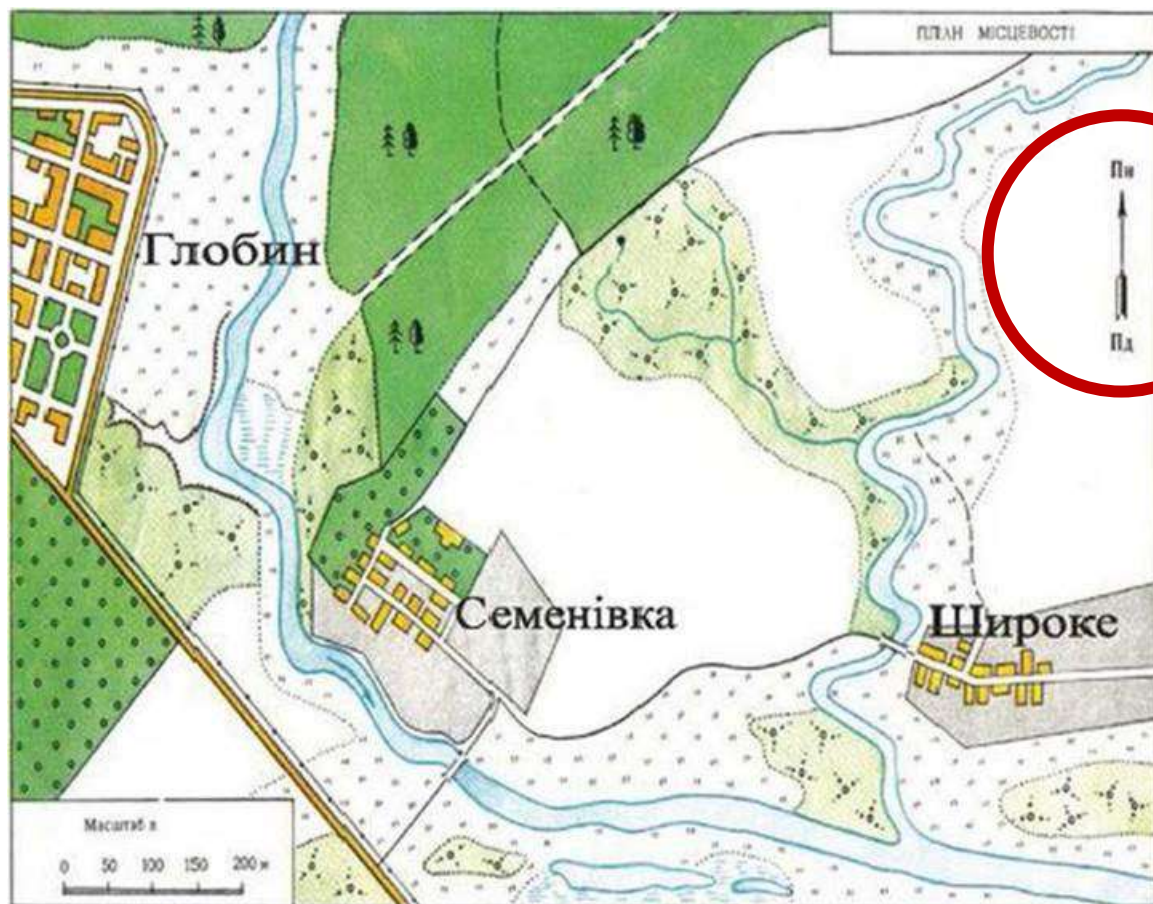 ПЛАН МІСЦЕВОСТІ
Пн
Глобин
Пд
Семенівка
Широке
Масштаб в
0 50 100 150 200 м